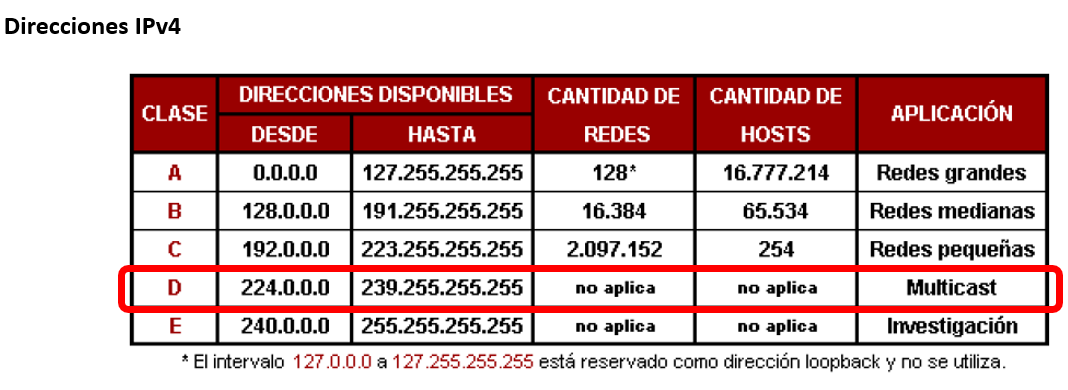 Direcciones IPv4
CLASE DIRECCIONES DISPONIBLES CANTIDAD DE REDES CANTIDAD DE HOSTS APLICACIÓN
DESDE HASTA
A 0.0.0.0 127.255.255.255 128* 16.777.214 Redes grandes
B 128.0.0.0 191.255.255.255 16.384 65.534 Redes medianas
C 192.0.0.0 223.255.255.255 2.097.152 254 Redes pequeñas
D 224.0.0.0 239.255.255.255 no aplica no aplica Multicast
E 240.0.0.0 255.255.255.255 no aplica no aplica Investigación
* El intervalo 127.0.0.0 a 127.255.255.255 está reservado como dirección loopback y no se utiliza.